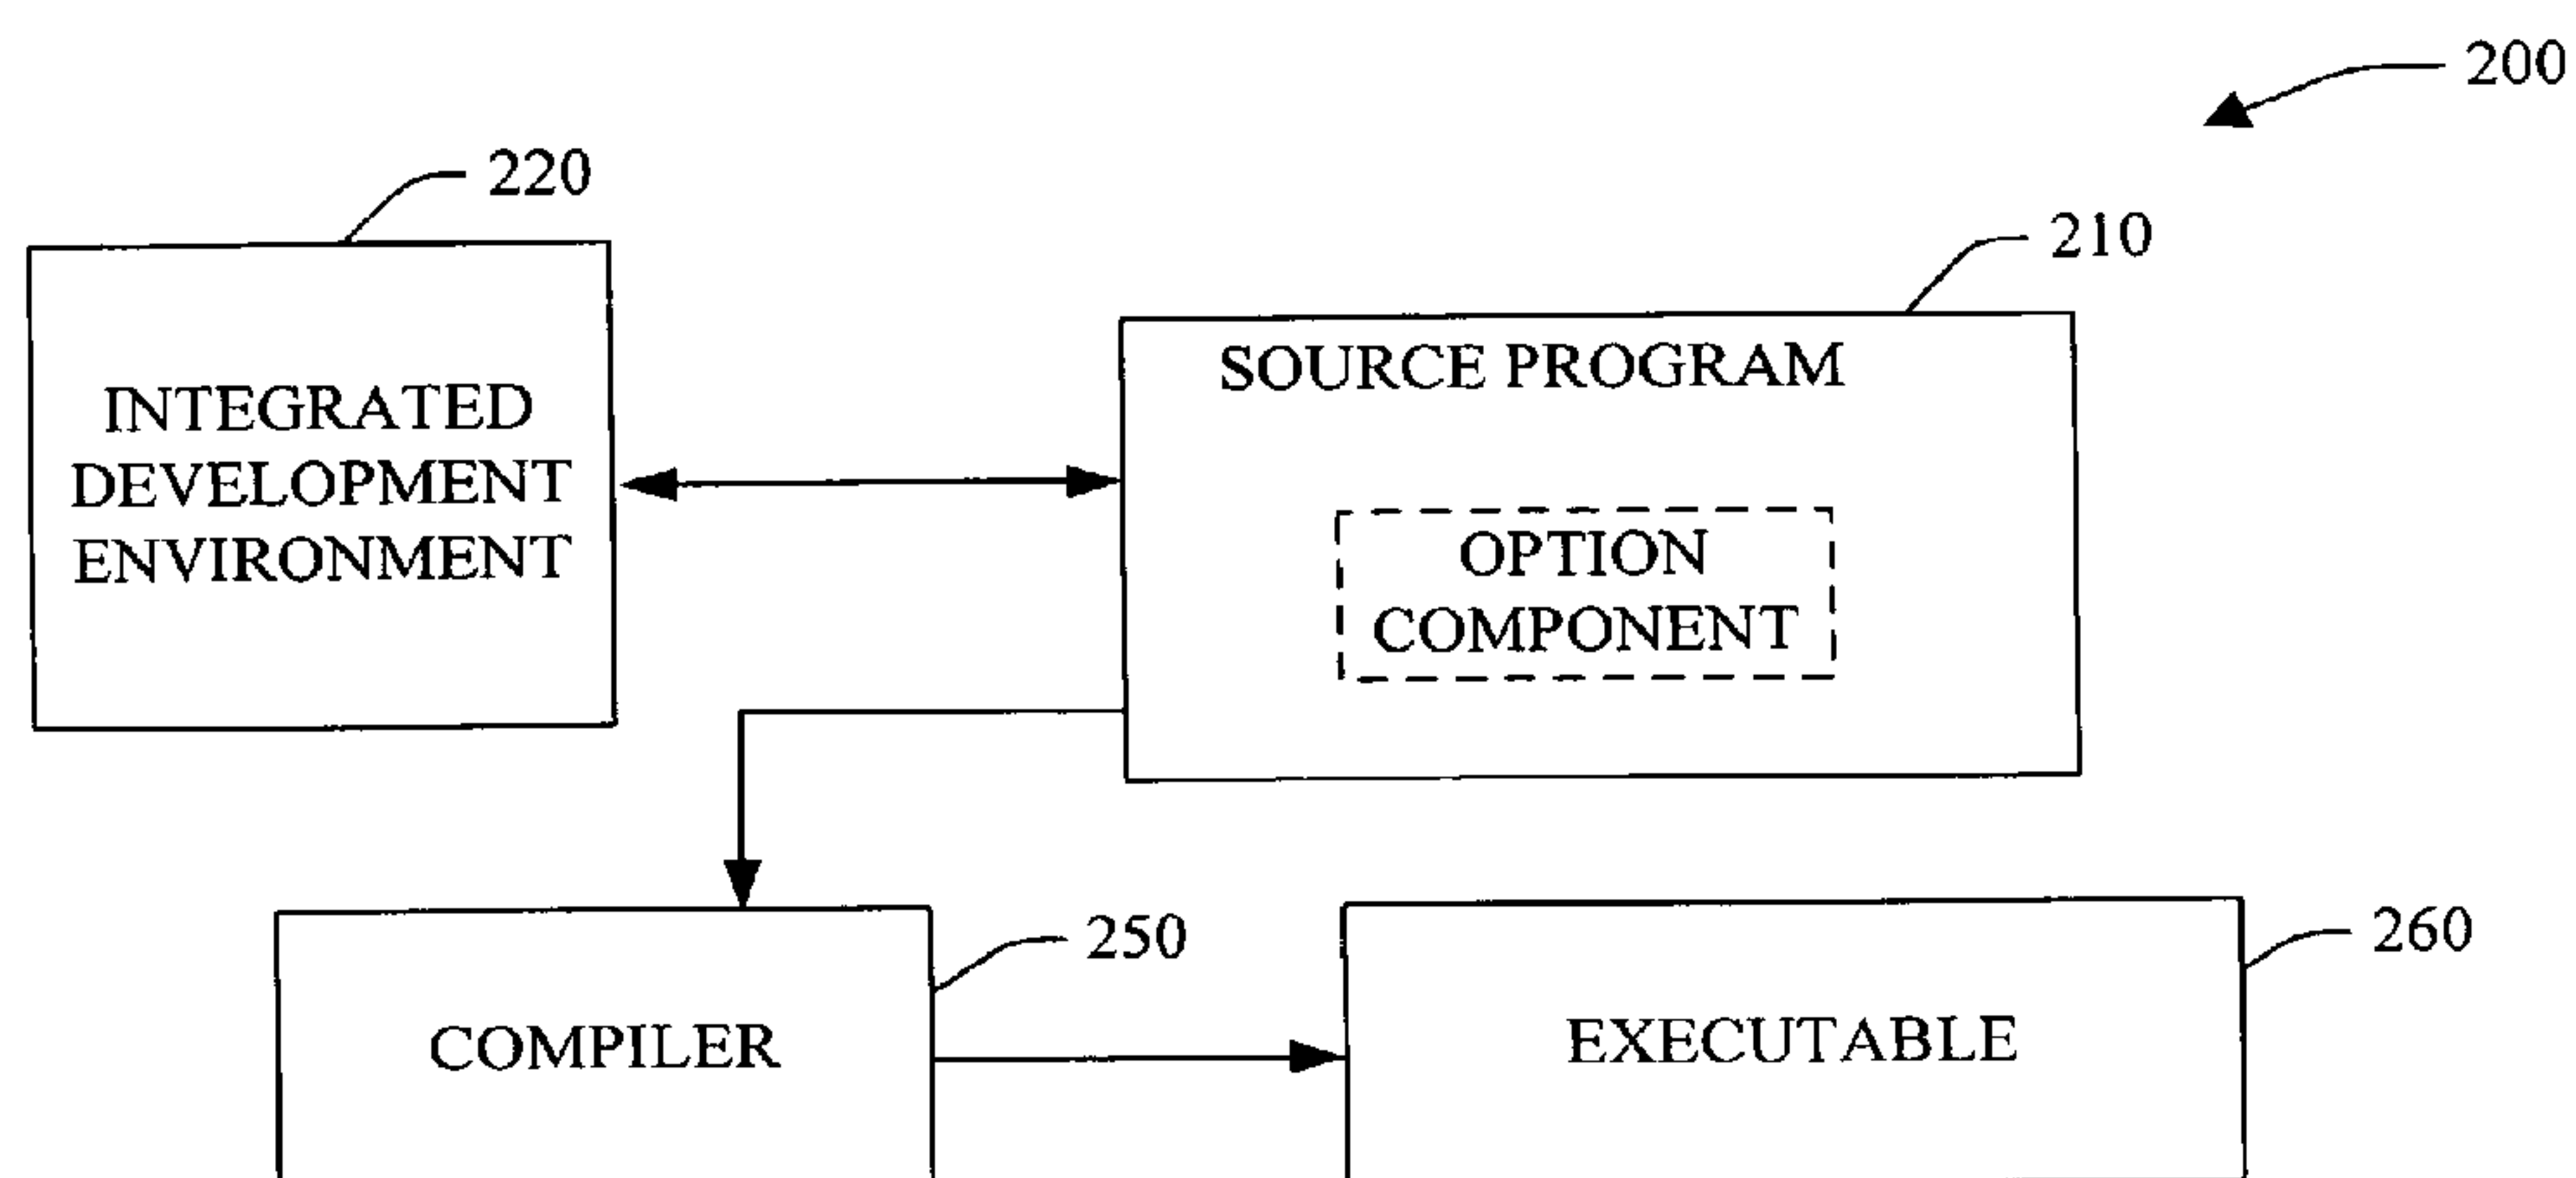 200
220
210
SOURCE PROGRAM
INTEGRATED
DEVELOPMENT
ENVIRONMENT
OPTION
COMPONENT
250
260
COMPILER
EXECUTABLE